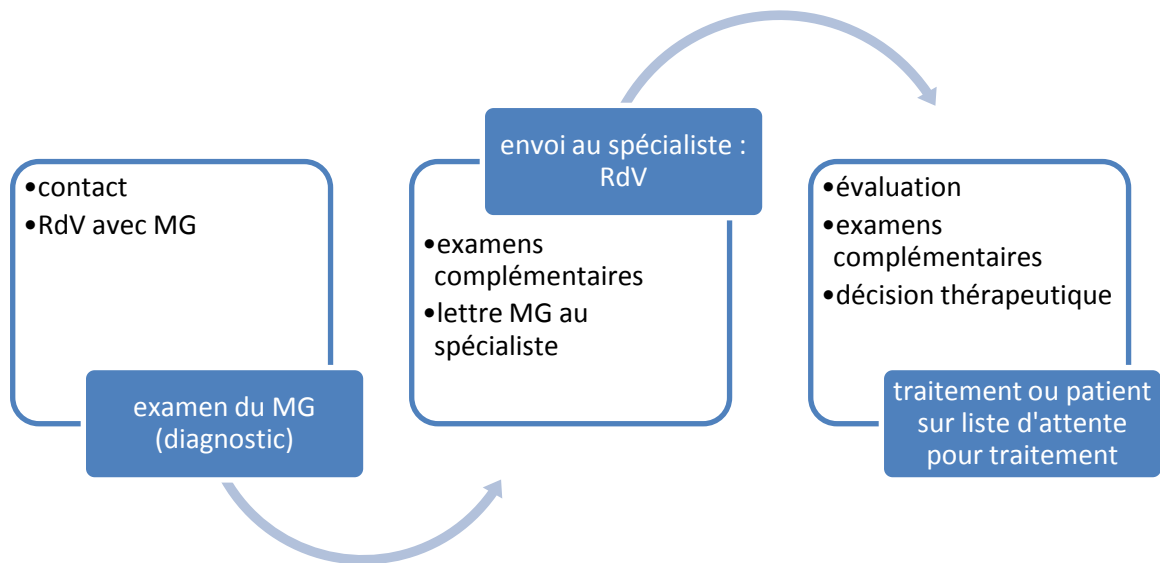 •contact
•RdV avec MG
examen du MG
(diagnostic)
envoi au spécialiste :
RdV
•examens
complémentaires
•lettre MG au
spécialiste
•évaluation
•examens
complémentaires
•décision thérapeutique
traitement ou patient
sur liste d'attente
pour traitement